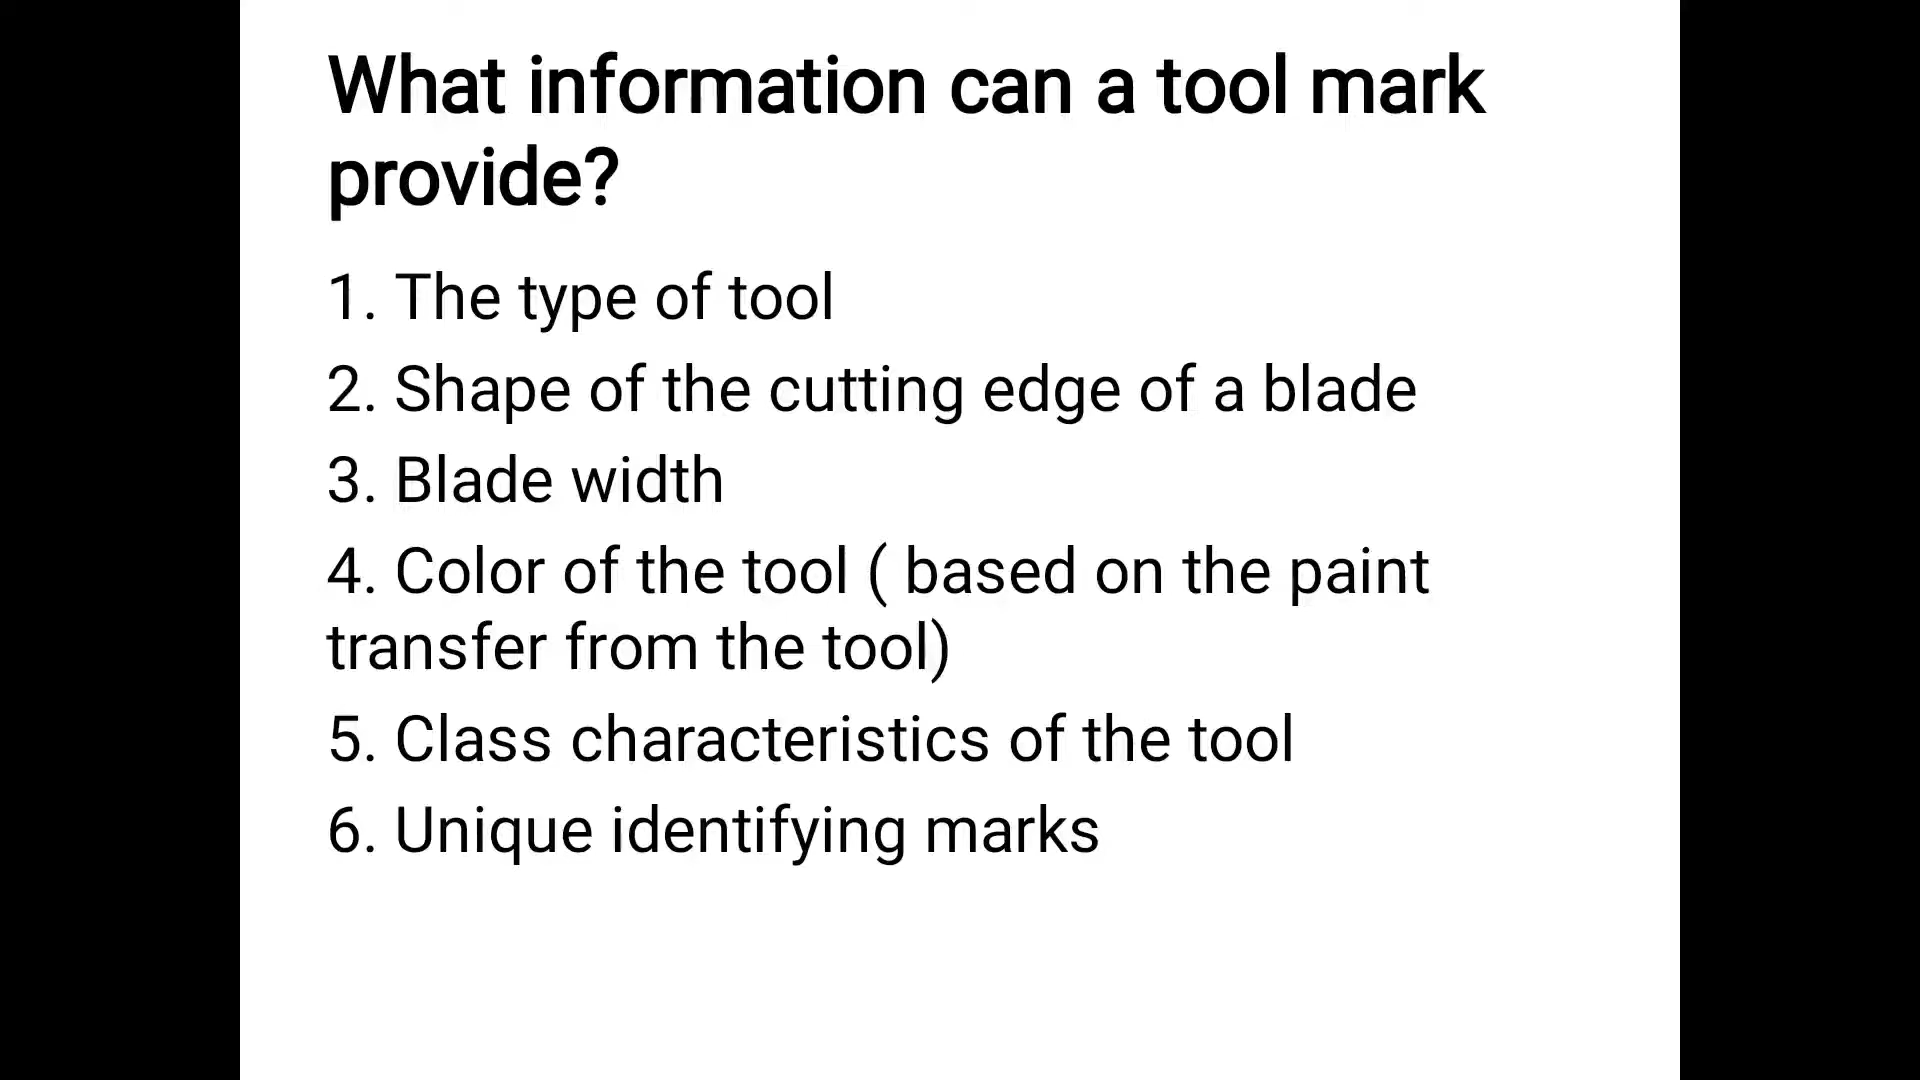 What information can a tool mark
provide?
1. The type of tool
2. Shape of the cutting edge of a blade
3. Blade width
4. Color of the tool ( based on the paint
transfer from the tool)
5. Class characteristics of the tool
6. Unique identifying marks